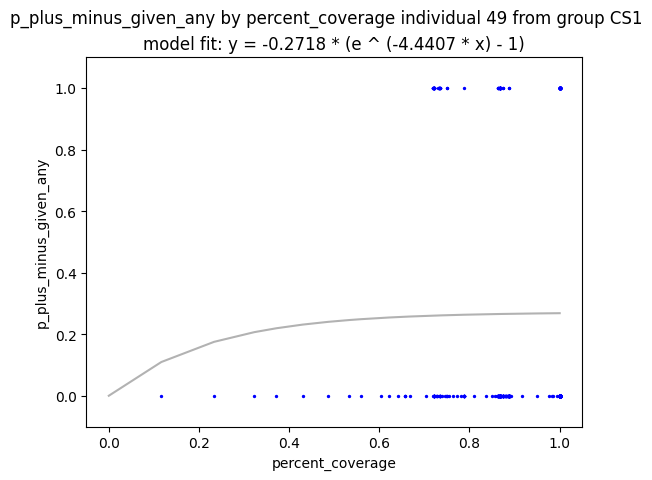 p_plus_minus_given_any by percent_coverage individual 49 from group CS1
model fit: y = -0.2718 * (e ^ (-4.4407 * x) - 1)
1.0
0.8
0.6
0.4
0.2
0.0
p_plus_minus_given_any
0.0 0.2 0.4 0.6 0.8 1.0
percent_coverage